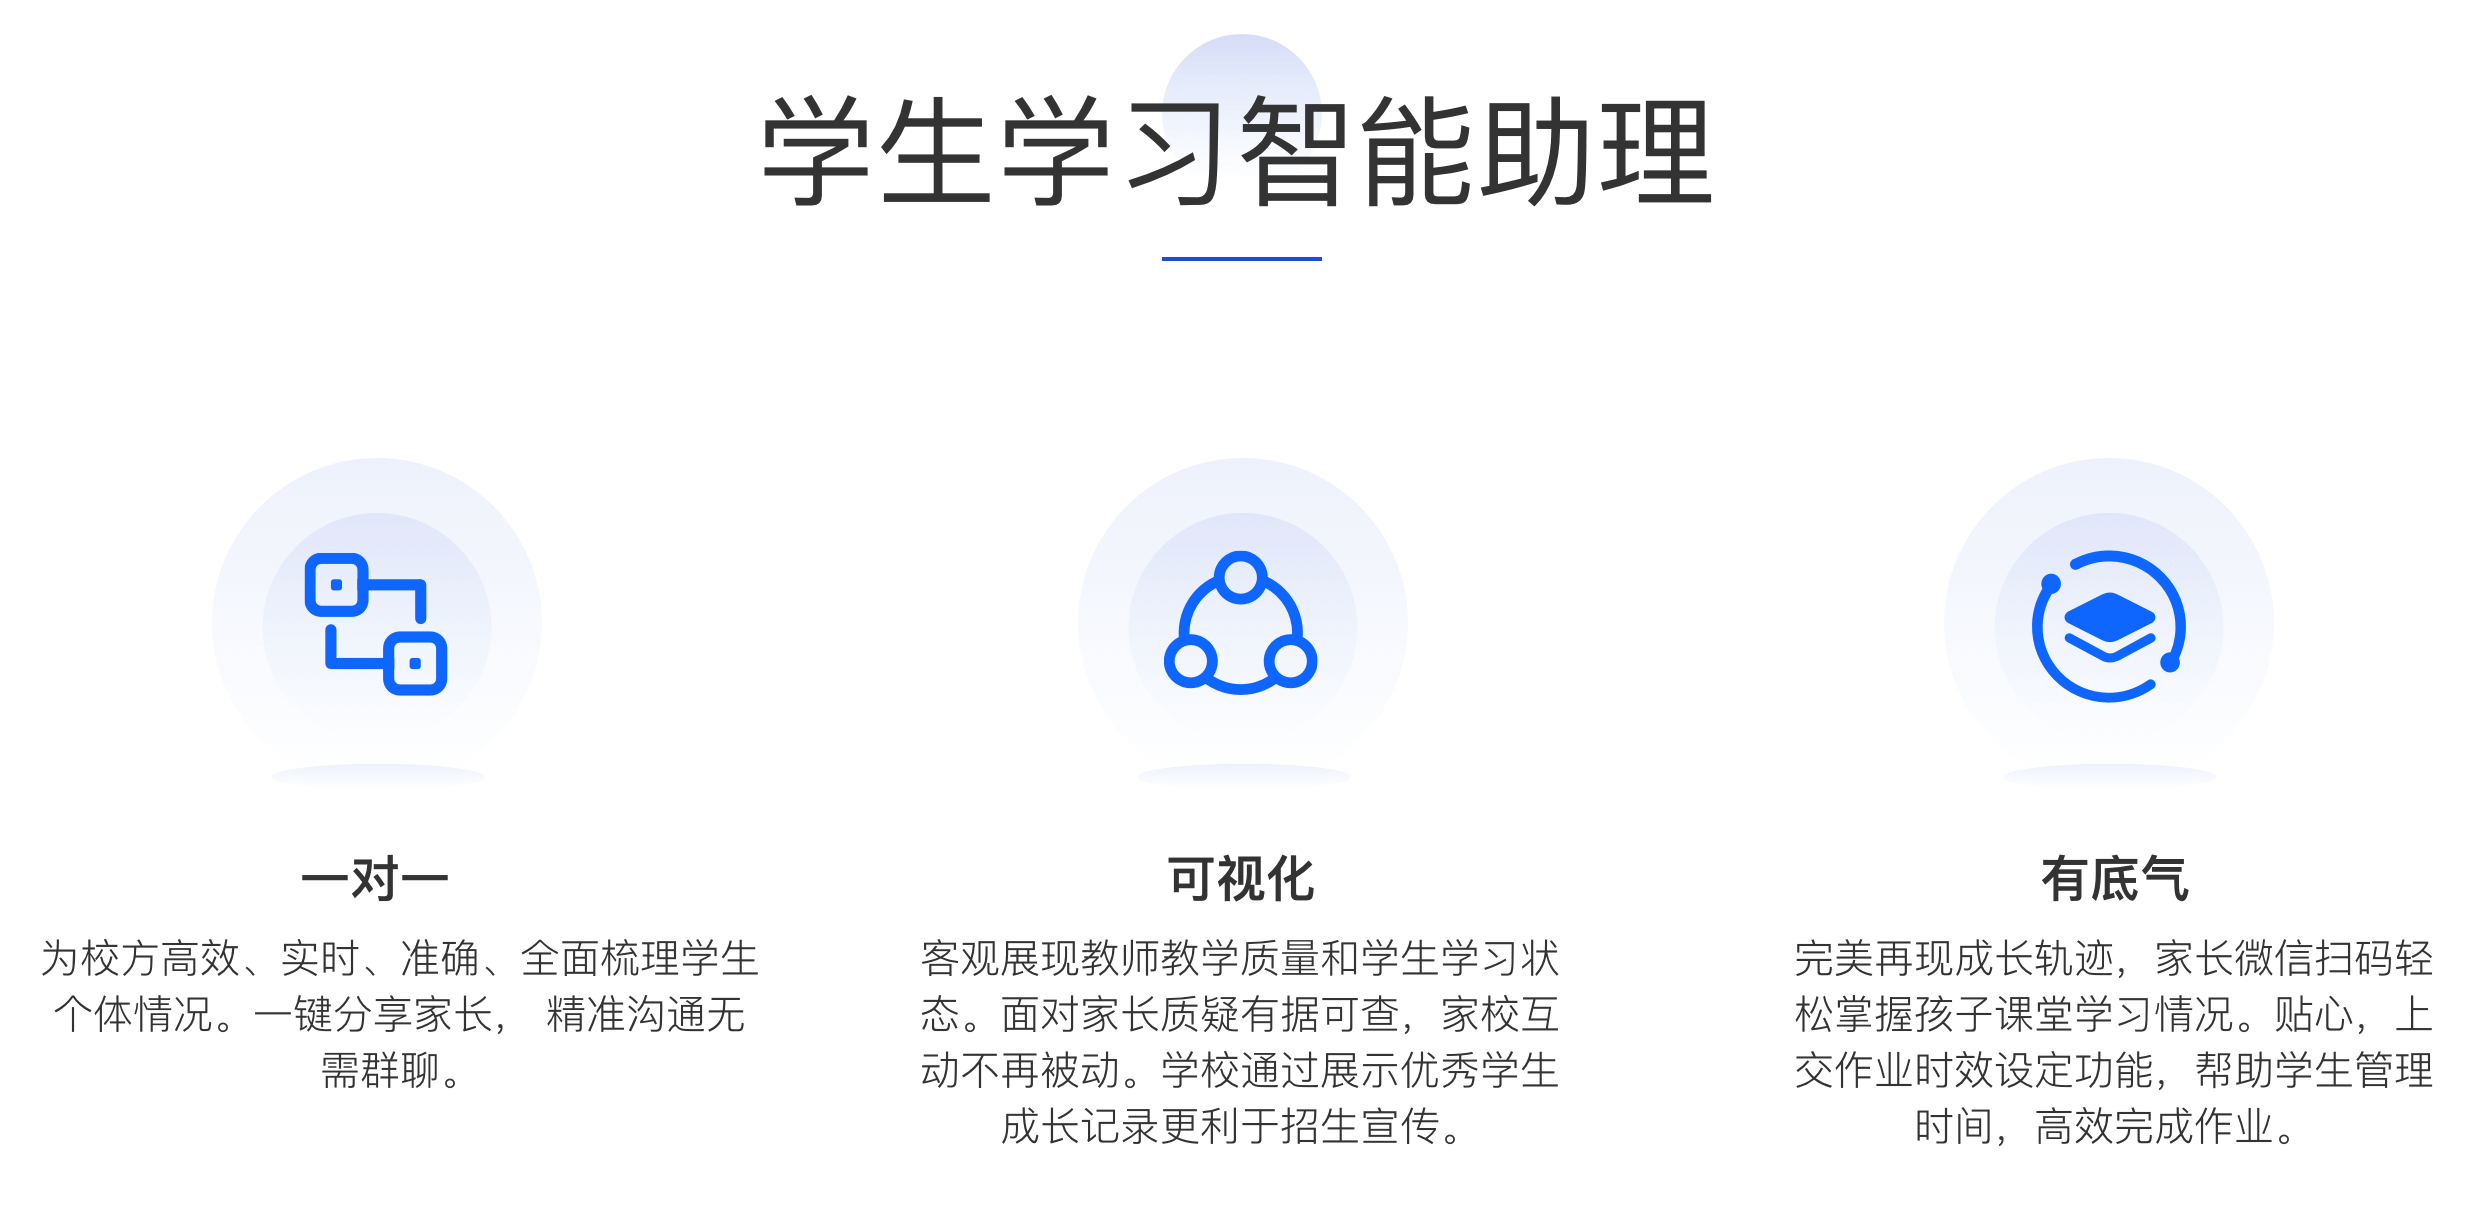 学生学习智能助理
一对一
为校方高效、实时、准确、全面梳理学生
个体情况。一键分享家长， 精准沟通无
需群聊。
可视化
客观展现教师教学质量和学生学习状
态。面对家长质疑有据可查，家校互
动不再被动。学校通过展示优秀学生
成长记录更利于招生宣传。
有底气
完美再现成长轨迹，家长微信扫码轻
松掌握孩子课堂学习情况。贴心，上
交作业时效设定功能，帮助学生管理
时间，高效完成作业。